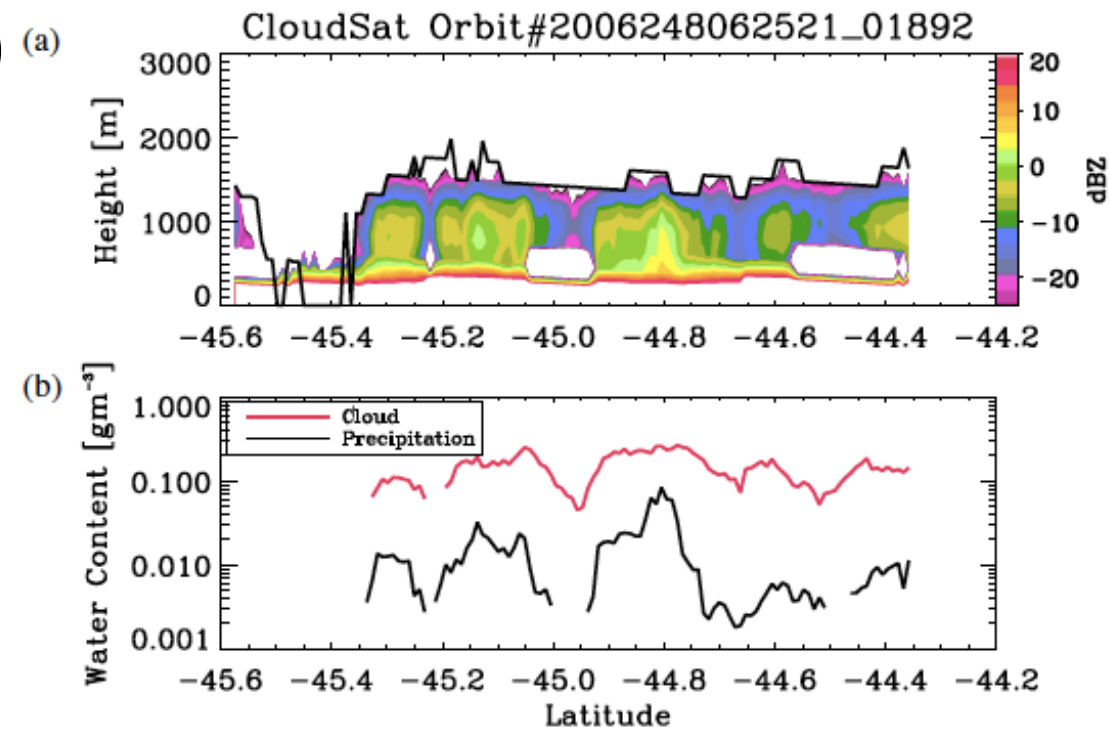 (a)
CloudSat Orbit#2006248062521_01892
Height [m]
3000
2000
1000
0
20
10
0
-10
-20
dBZ
-45.6 -45.4 -45.2 -45.0 -44.8 -44.6 -44.4 -44.2
(b)
Water Content [gm⁻³]
1.000
0.100
0.010
0.001
Cloud
Precipitation
-45.6 -45.4 -45.2 -45.0 -44.8 -44.6 -44.4 -44.2
Latitude